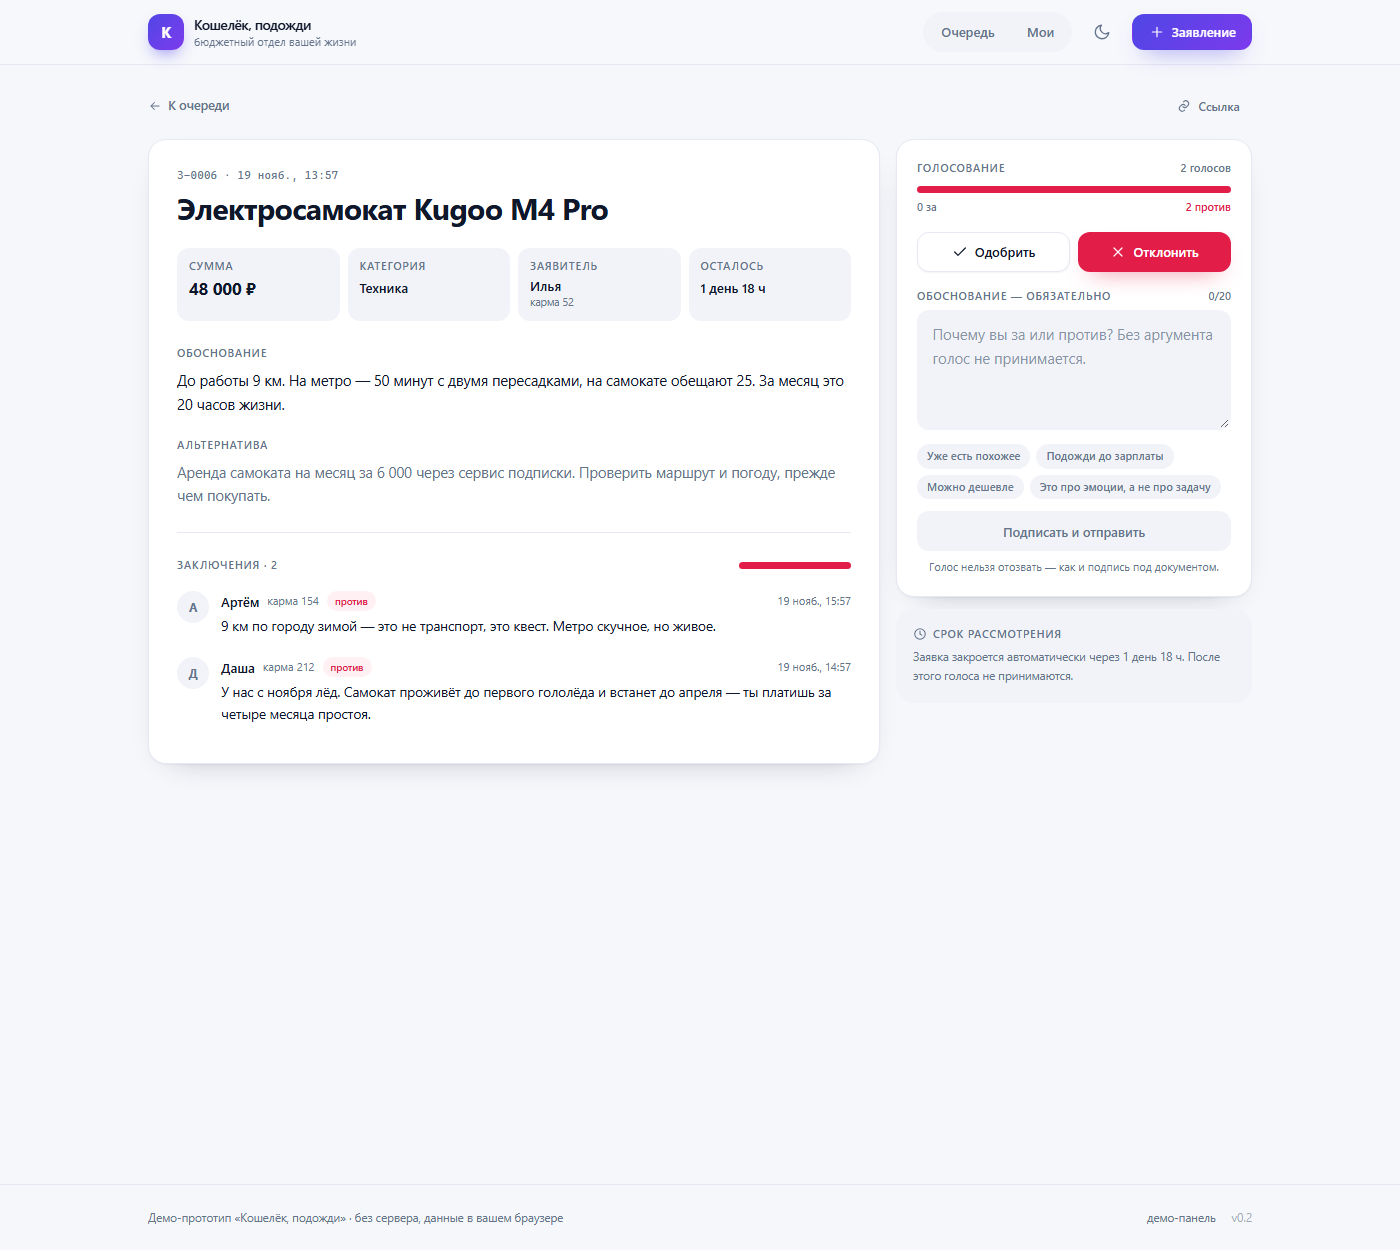 К
Кошелёк, подожди
бюджетный отдел вашей жизни
Очередь
Мои
Заявление
К очереди
Ссылка
З-0006 · 19 нояб., 13:57
Электросамокат Kugoo M4 Pro
СУММА
48 000 ₽
КАТЕГОРИЯ
Техника
ЗАЯВИТЕЛЬ
Илья
карма 52
ОСТАЛОСЬ
1 день 18 ч
ОБОСНОВАНИЕ
До работы 9 км. На метро — 50 минут с двумя пересадками, на самокате обещают 25. За месяц это
20 часов жизни.
АЛЬТЕРНАТИВА
Аренда самоката на месяц за 6 000 через сервис подписки. Проверить маршрут и погоду, прежде
чем покупать.
ЗАКЛЮЧЕНИЯ · 2
А
Артём карма 154 против 19 нояб., 15:57
9 км по городу зимой — это не транспорт, это квест. Метро скучное, но живое.
Д
Даша карма 212 против 19 нояб., 14:57
У нас с ноября лёд. Самокат проживёт до первого гололёда и встанет до апреля — ты платишь за
четыре месяца простоя.
ГОЛОСОВАНИЕ 2 голосов
0 за 2 против
Одобрить
Отклонить
ОБОСНОВАНИЕ — ОБЯЗАТЕЛЬНО 0/20
Почему вы за или против? Без аргумента
голос не принимается.
Уже есть похожее
Подожди до зарплаты
Можно дешевле
Это про эмоции, а не про задачу
Подписать и отправить
Голос нельзя отозвать — как и подпись под документом.
СРОК РАССМОТРЕНИЯ
Заявка закроется автоматически через 1 день 18 ч. После
этого голоса не принимаются.
Демо-прототип «Кошелёк, подожди» · без сервера, данные в вашем браузере
демо-панель v0.2